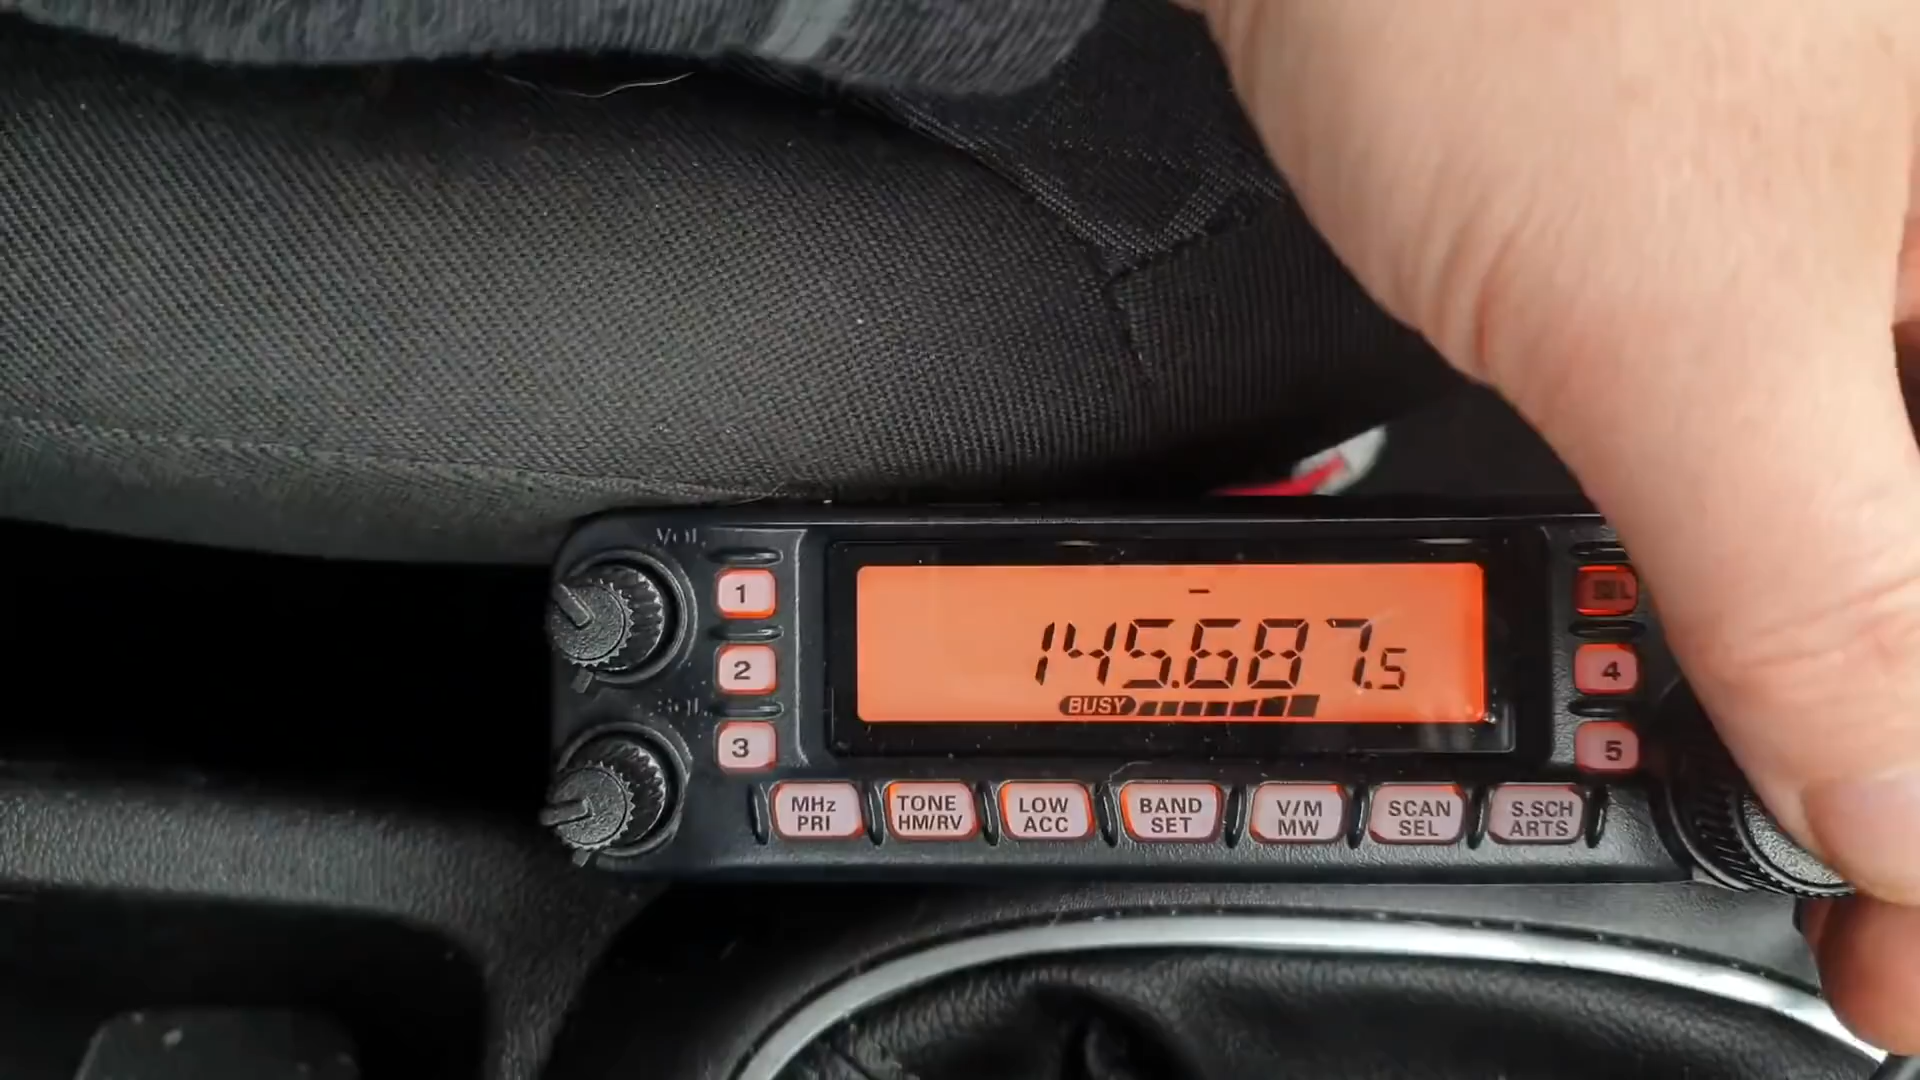 VOL
1
2
SQL
3
–
145.687.5
BUSY
4
5
MHz
PRI
TONE
HM/RV
LOW
ACC
BAND
SET
V/M
MW
SCAN
SEL
S.SCH
ARTS